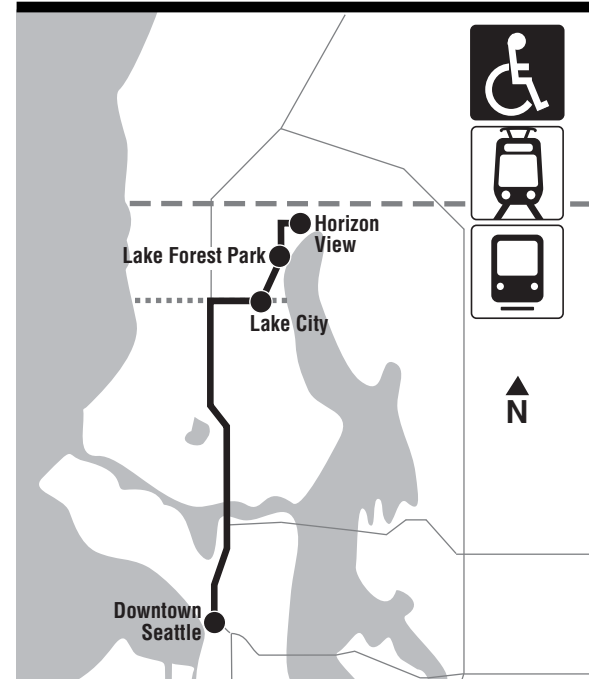 Horizon
View
Lake Forest Park
Lake City
N
Downtown
Seattle